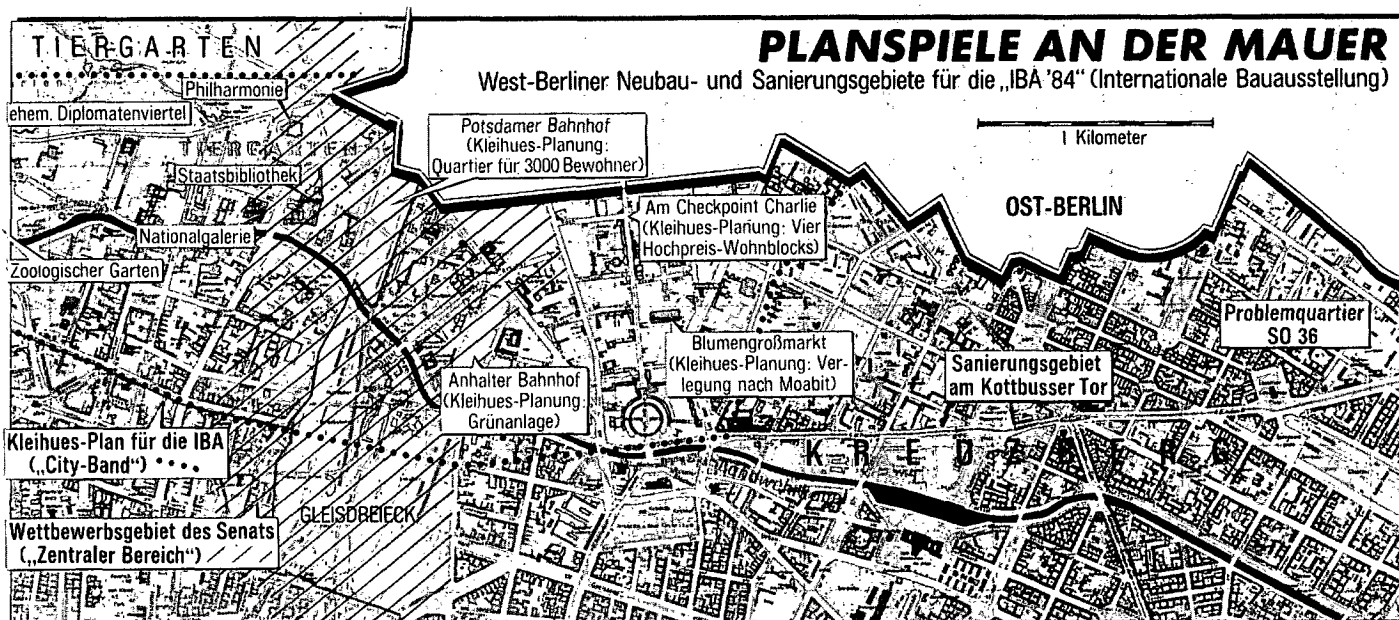 PLANSPIELE AN DER MAUER
West-Berliner Neubau- und Sanierungsgebiete für die „IBA '84“ (Internationale Bauausstellung)
1 Kilometer
TIERGARTEN
Philharmonie
ehem. Diplomatenviertel
TIERGARTEN
Staatsbibliothek
Potsdamer Bahnhof
(Kleihues-Planung:
Quartier für 3000 Bewohner)
Nationalgalerie
Zoologischer Garten
Am Checkpoint Charlie
(Kleihues-Planung: Vier
Hochpreis-Wohnblocks)
OST-BERLIN
Problemquartier
SO 36
Blumengroßmarkt
(Kleihues-Planung: Ver-
legung nach Moabit)
Sanierungsgebiet
am Kottbusser Tor
Anhalter Bahnhof
(Kleihues-Planung:
Grünanlage)
Kleihues-Plan für die IBA
(„City-Band“)
KREUZBERG
Landwehrkanal
GLEISDREIECK
Wettbewerbsgebiet des Senats
(„Zentraler Bereich“)